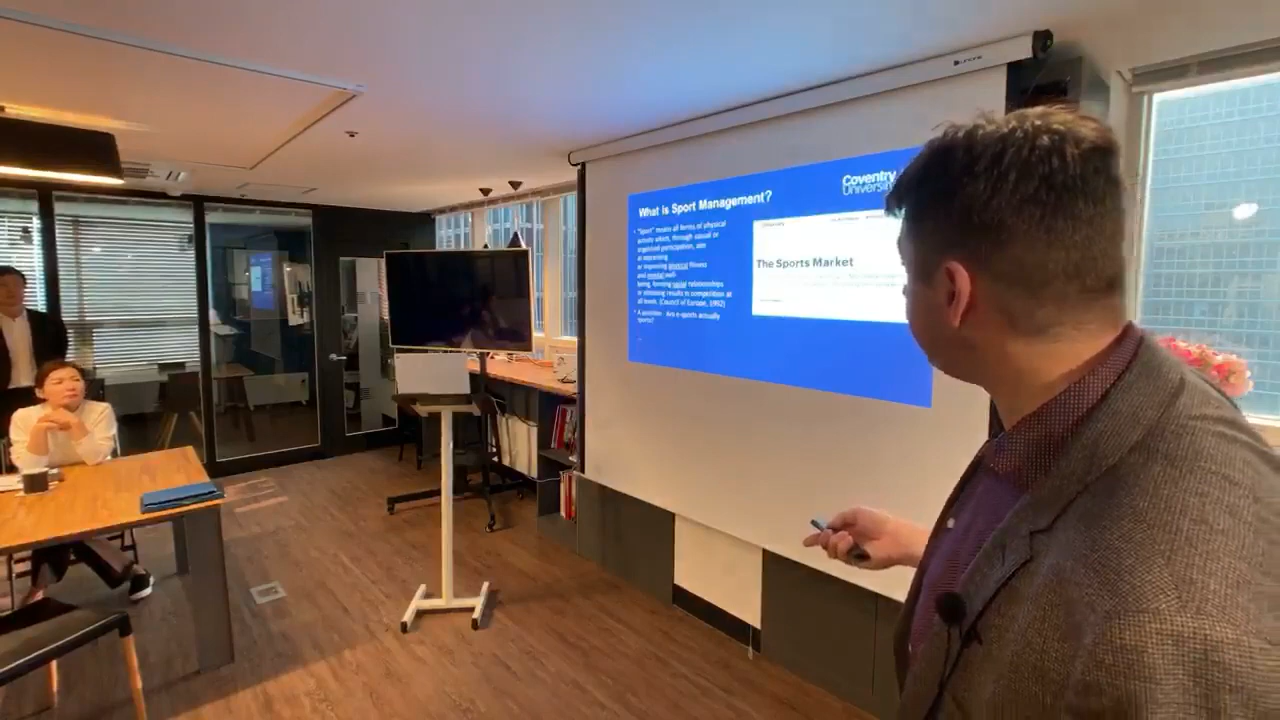 What is Sport Management?
Coventry
University
• "Sport" means all forms of physical
activity which, through casual or
organised participation, aim
at expressing
or improving physical fitness
and mental well-
being, forming social relationships
or obtaining results in competition at
all levels. (Council of Europe, 1992)
• A question: Are e-sports actually
sports?
The Sports Market